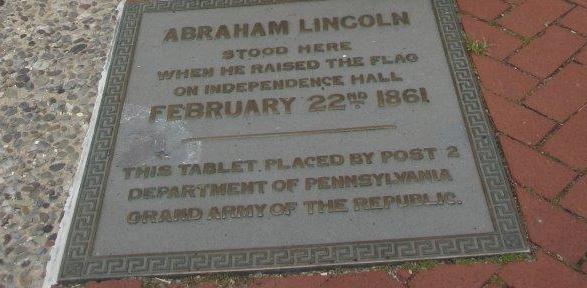 ABRAHAM LINCOLN
STOOD HERE
WHEN HE RAISED THE FLAG
ON INDEPENDENCE HALL
FEBRUARY 22ND 1861
THIS TABLET PLACED BY POST 2
DEPARTMENT OF PENNSYLVANIA
GRAND ARMY OF THE REPUBLIC.